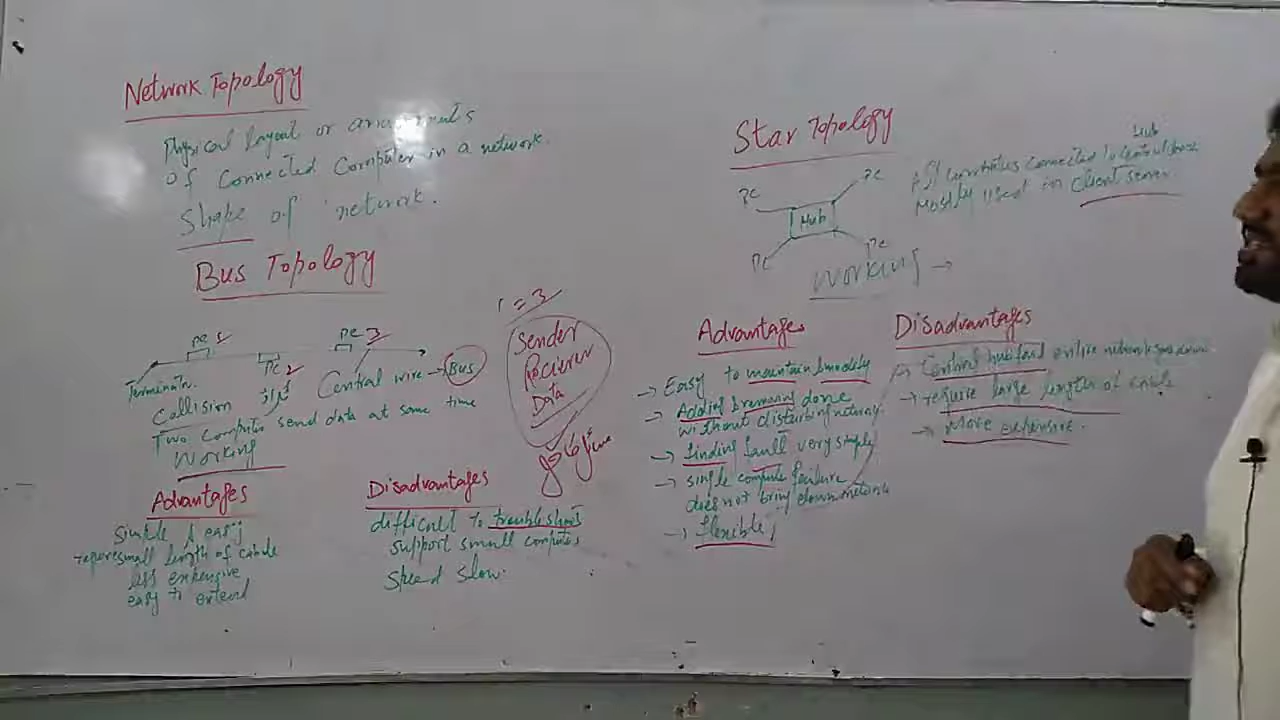 Network Topology
Physical layout or arrangements
of Connected Computer in a network.
Shape of network.
Bus Topology
PC 1
PC 3
PC 2
Terminator
Central wire → Bus
Collision
Two Computer send data at same time
Working
1 = 3
Sender
Reciever
Data
Advantages
Simple & easy
small length of cable
less expensive
easy to extend
Disadvantages
difficult to troubleshoot
support small computers
Speed Slow.
Star Topology
PC
PC
Hub
PC
PC
Hub
All computers connected to central
Mostly used in Client server
Working →
Advantages
→ Easy to maintain & modify
→ Adding & removing done
without disturbing network
→ finding fault very simple
→ single computer failure
does not bring down network
→ flexible
Disadvantages
→ Central hub fail entire network goes down
→ require large length of cable
→ More expensive.